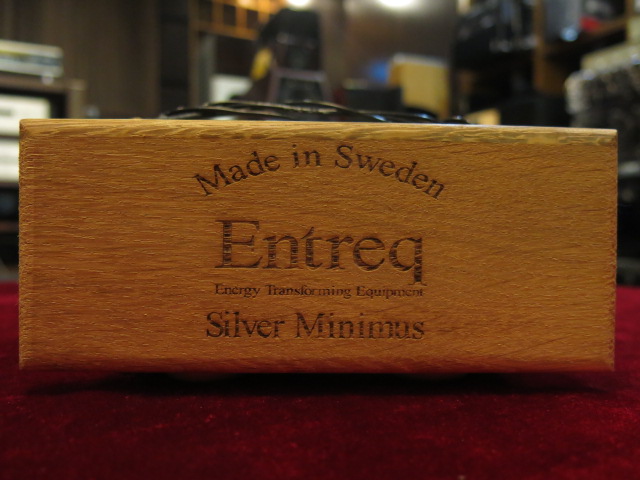 Made in Sweden
Entreq
Energy Transforming Equipment
Silver Minimus